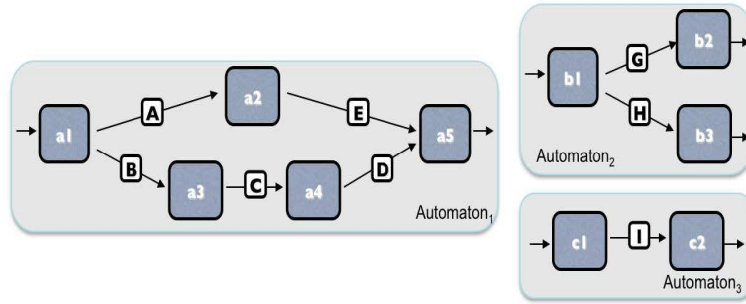 a1
A
a2
E
a5
B
a3
C
a4
D
Automaton1
b1
G
b2
H
b3
Automaton2
c1
I
c2
Automaton3